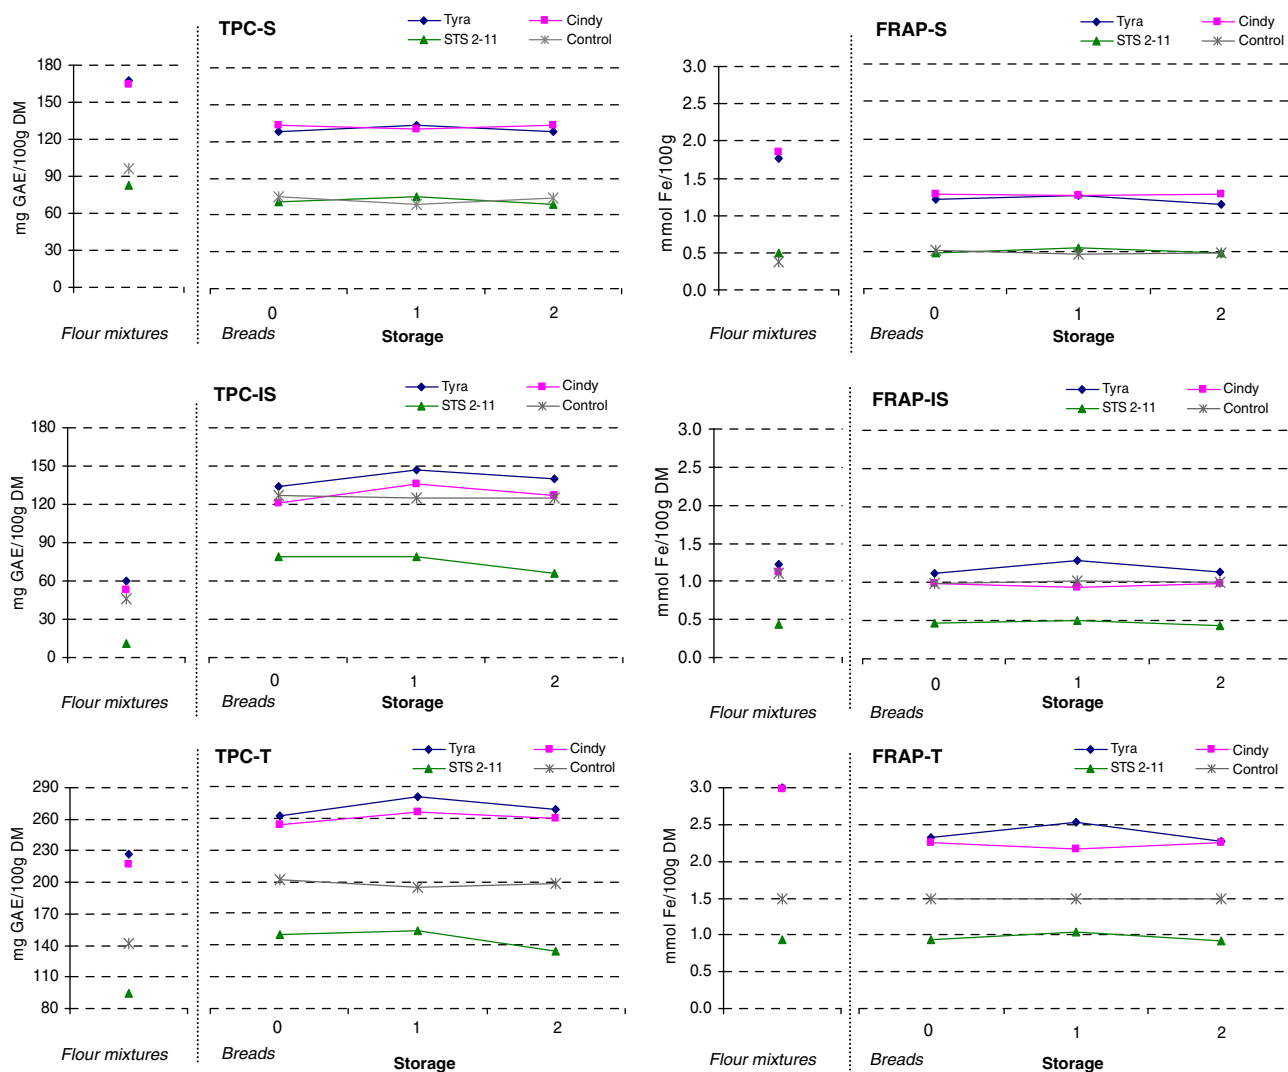 TPC-S
Tyra
Cindy
STS 2-11
Control
mg GAE/100g DM
180
150
120
90
60
30
0
0
1
2
Flour mixtures
Breads
Storage
FRAP-S
Tyra
Cindy
STS 2-11
Control
mmol Fe/100g
3.0
2.5
2.0
1.5
1.0
0.5
0.0
0
1
2
Flour mixtures
Breads
Storage
TPC-IS
Tyra
Cindy
STS 2-11
Control
mg GAE/100g DM
180
150
120
90
60
30
0
0
1
2
Flour mixtures
Breads
Storage
FRAP-IS
Tyra
Cindy
STS 2-11
Control
mmol Fe/100g DM
3.0
2.5
2.0
1.5
1.0
0.5
0.0
0
1
2
Flour mixtures
Breads
Storage
TPC-T
Tyra
Cindy
STS 2-11
Control
mg GAE/100g DM
290
260
230
200
170
140
110
80
0
1
2
Flour mixtures
Breads
Storage
FRAP-T
Tyra
Cindy
STS 2-11
Control
mmol Fe/100g DM
3.0
2.5
2.0
1.5
1.0
0.5
0.0
0
1
2
Flour mixtures
Breads
Storage